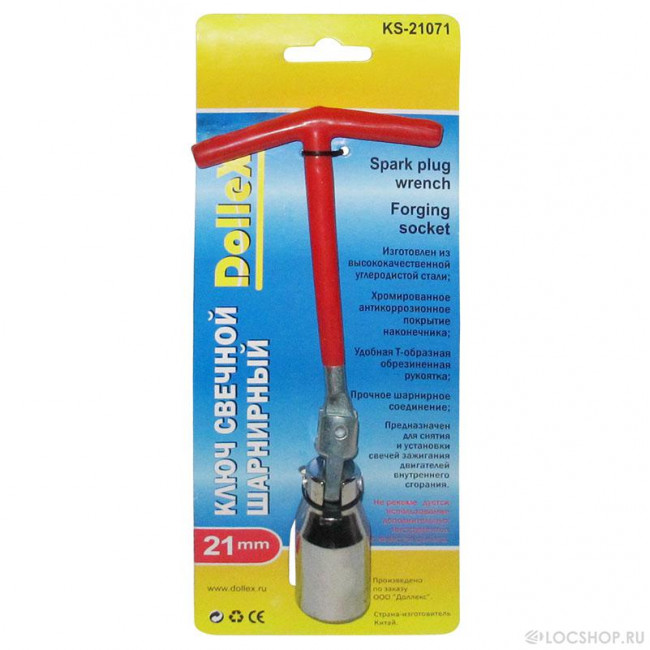 KS-21071
Spark plug
wrench
Forging
socket
Изготовлен из
высококачественной
углеродистой стали;
Хромированное
антикоррозионное
покрытие
наконечника;
Удобная Т-образная
обрезиненная
рукоятка;
Прочное шарнирное
соединение;
Предназначен
для снятия
и установки
свечей зажигания
двигателей
внутреннего
сгорания.
Dollex
КЛЮЧ СВЕЧНОЙ
ШАРНИРНЫЙ
21mm
www.dollex.ru
CE
Произведено
по заказу
ООО "Доллекс".
Страна-изготовитель
Китай.
LOCSHOP.RU